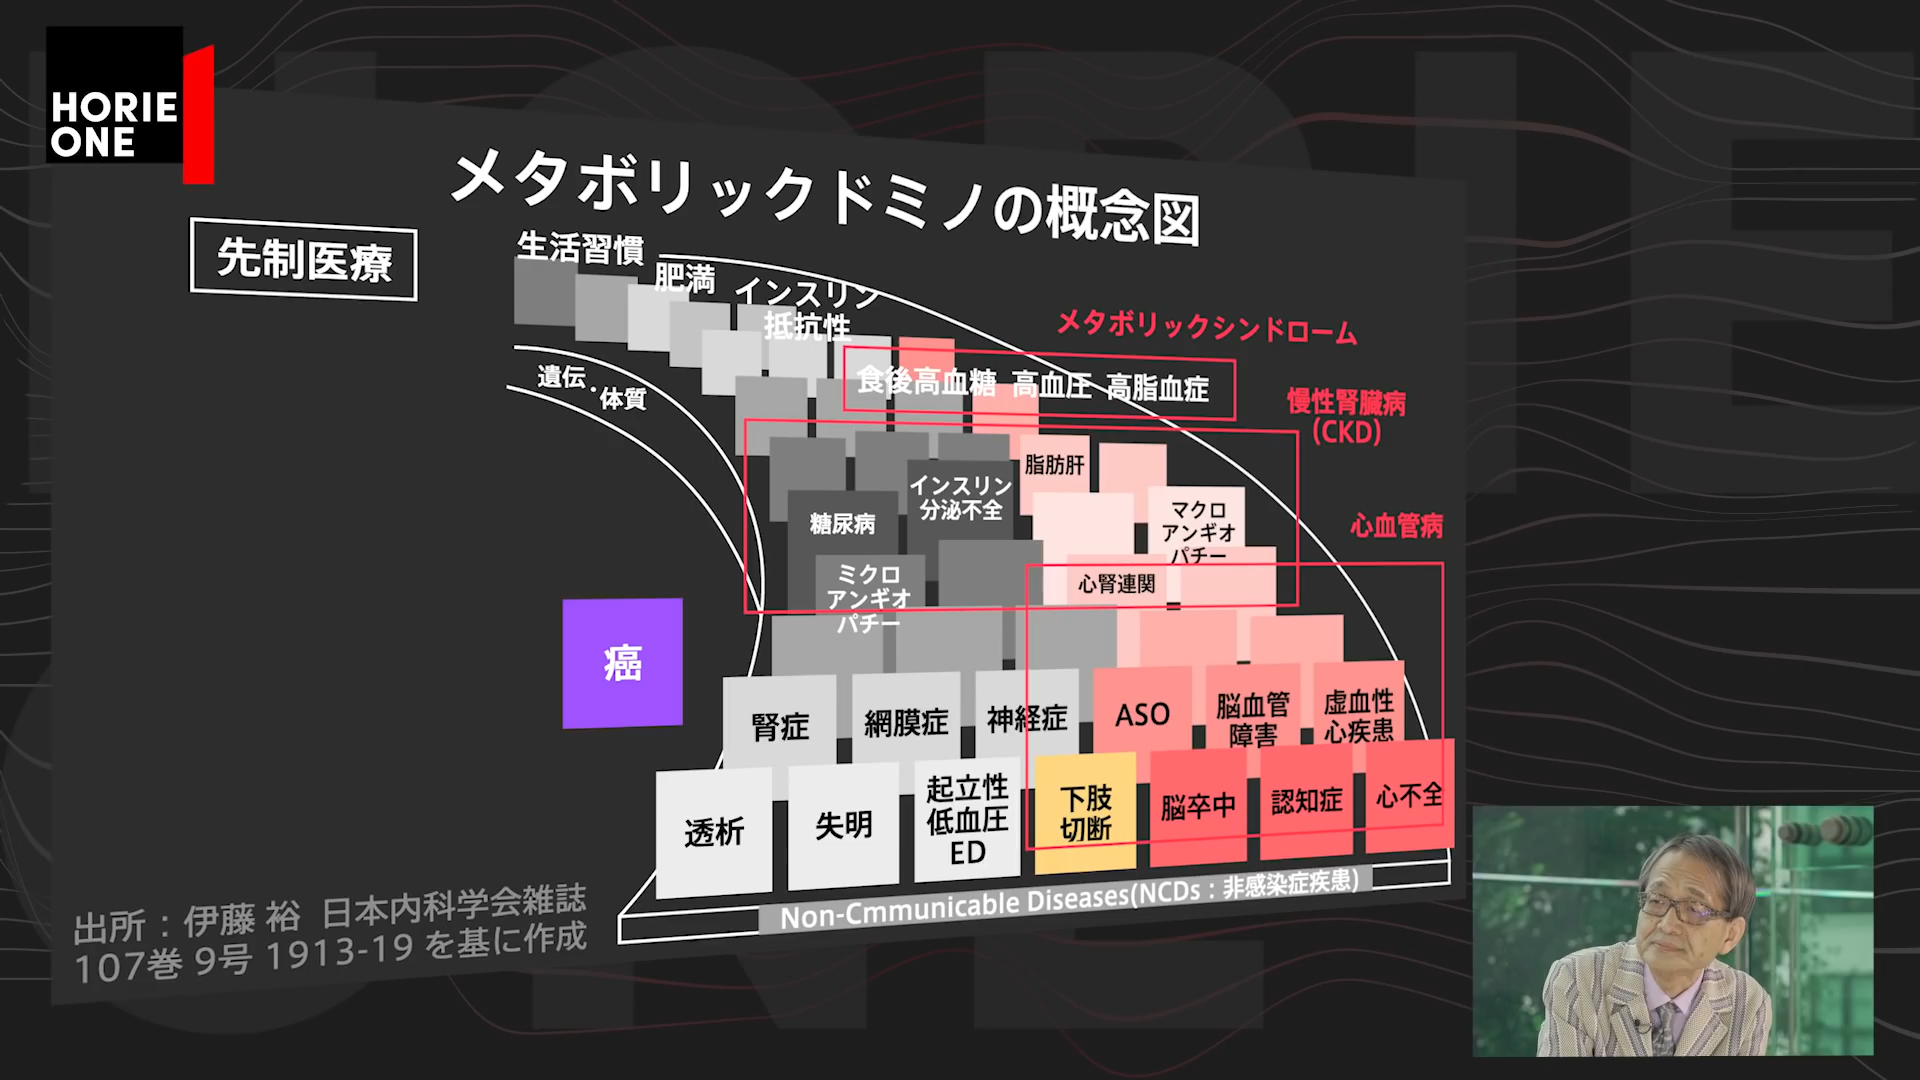 HORIE
ONE
メタボリックドミノの概念図
先制医療
生活習慣
肥満
インスリン
抵抗性
メタボリックシンドローム
遺伝・体質
食後高血糖 高血圧 高脂血症
慢性腎臓病
(CKD)
脂肪肝
インスリン
分泌不全
糖尿病
マクロ
アンギオ
パチー
心血管病
ミクロ
アンギオ
パチー
心腎連関
癌
腎症
網膜症
神経症
ASO
脳血管
障害
虚血性
心疾患
透析
失明
起立性
低血圧
ED
下肢
切断
脳卒中
認知症
心不全
Non-Cmmunicable Diseases(NCDs：非感染症疾患)
出所：伊藤 裕 日本内科学会雑誌
107巻 9号 1913-19 を基に作成